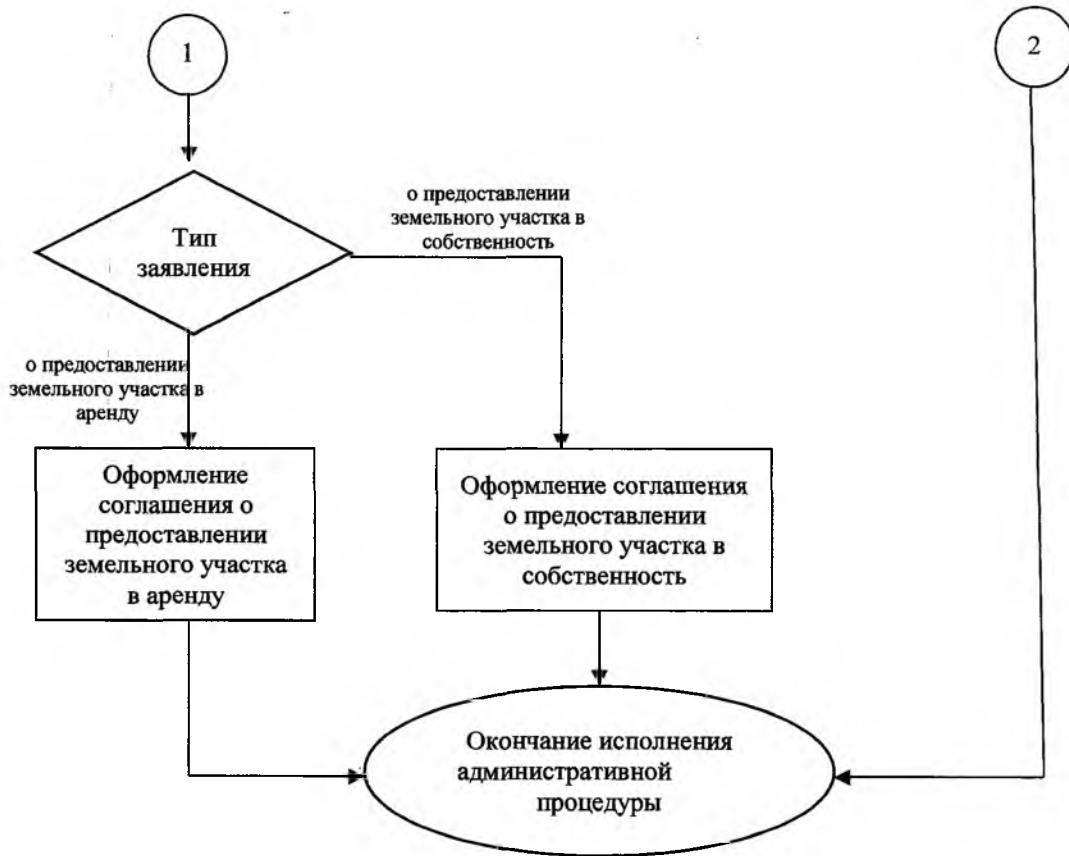 1
2
о предоставлении
земельного участка в
собственность
Тип
заявления
о предоставлении
земельного участка в
аренду
Оформление
соглашения о
предоставлении
земельного участка
в аренду
Оформление соглашения
о предоставлении
земельного участка в
собственность
Окончание исполнения
административной
процедуры